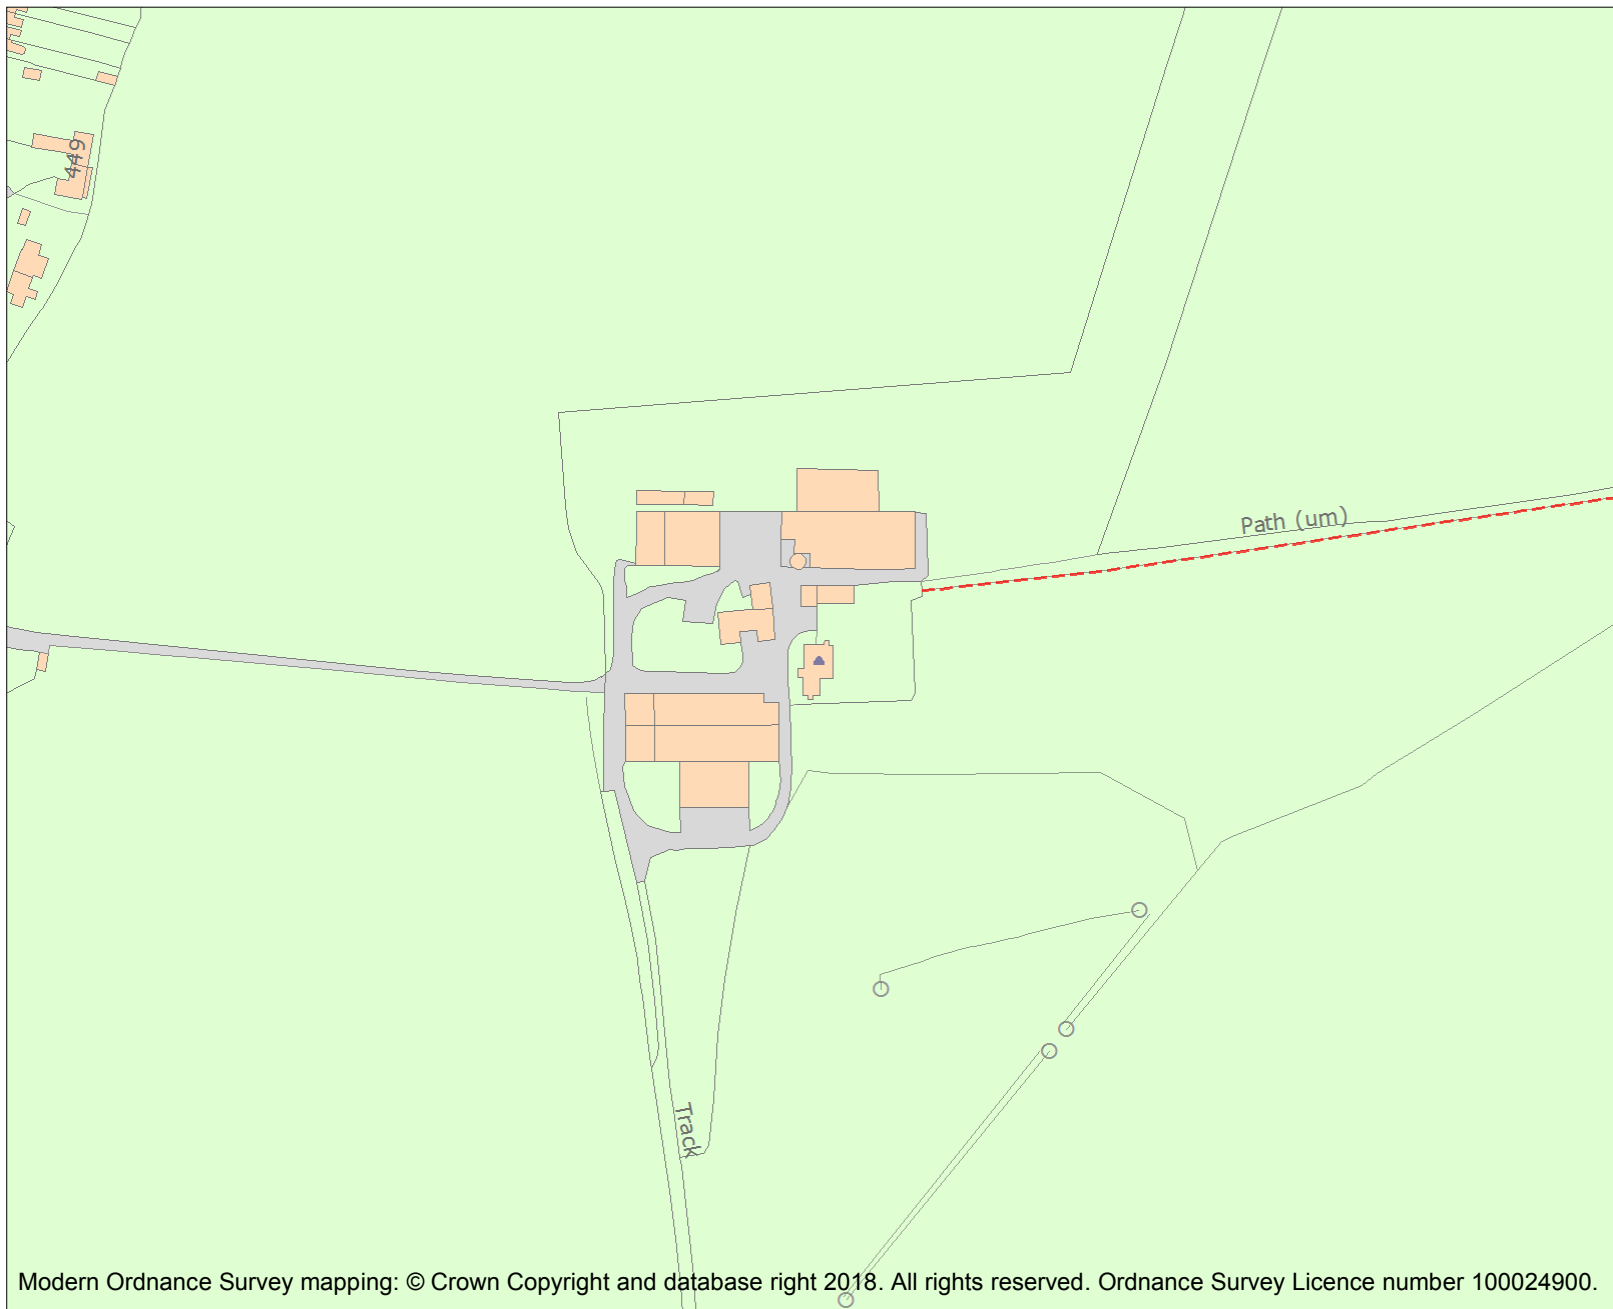 449
Path (um)
Track
Modern Ordnance Survey mapping: © Crown Copyright and database right 2018. All rights reserved. Ordnance Survey Licence number 100024900.